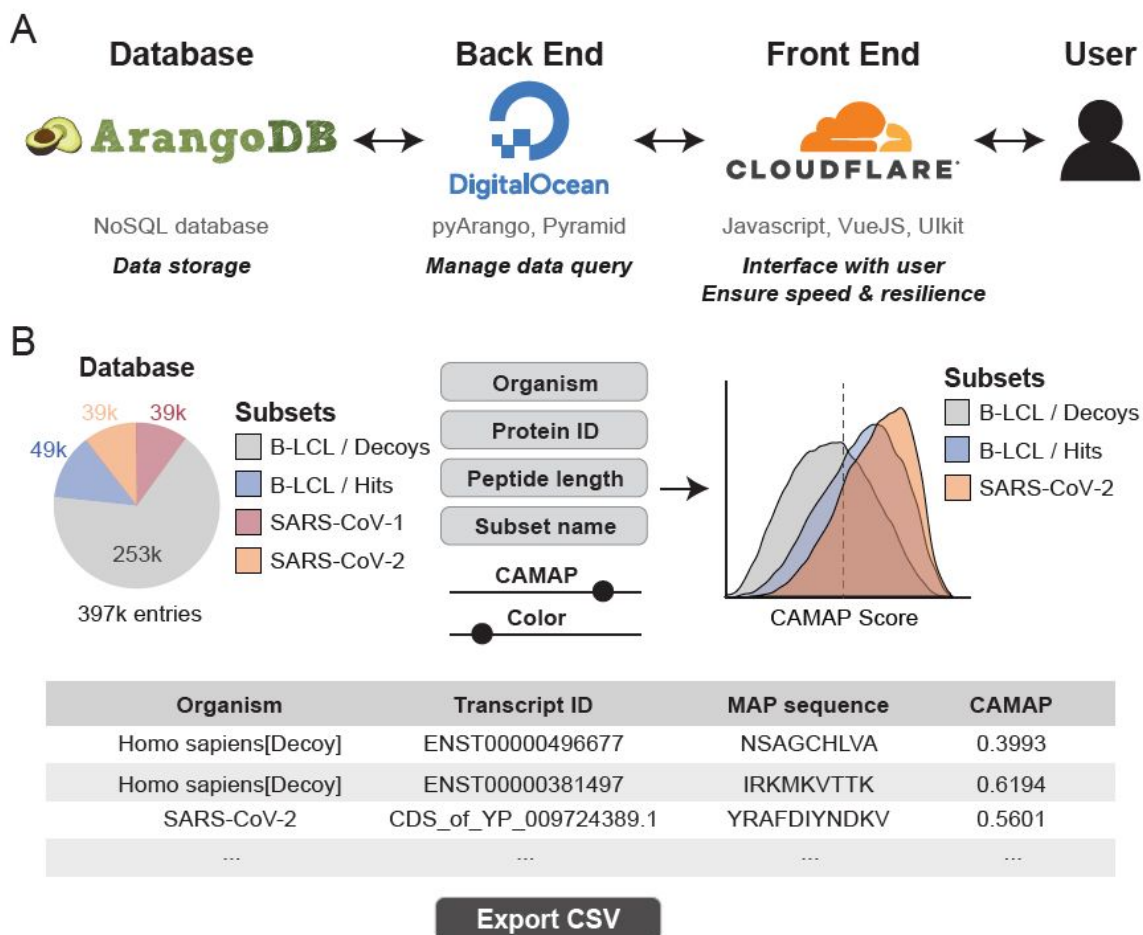 A
Database
Back End
Front End
User
ArangoDB
DigitalOcean
CLOUDFLARE
NoSQL database
pyArango, Pyramid
Javascript, VueJS, UIkit
Data storage
Manage data query
Interface with user
Ensure speed & resilience
B
Database
39k
39k
49k
253k
397k entries
Subsets
B-LCL / Decoys
B-LCL / Hits
SARS-CoV-1
SARS-CoV-2
Organism
Protein ID
Peptide length
Subset name
CAMAP
Color
CAMAP Score
Subsets
B-LCL / Decoys
B-LCL / Hits
SARS-CoV-2
Organism Transcript ID MAP sequence CAMAP
Homo sapiens[Decoy] ENST00000496677 NSAGCHLVA 0.3993
Homo sapiens[Decoy] ENST00000381497 IRKMKVTTK 0.6194
SARS-CoV-2 CDS_of_YP_009724389.1 YRAFDIYNDKV 0.5601
... ... ... ...
Export CSV